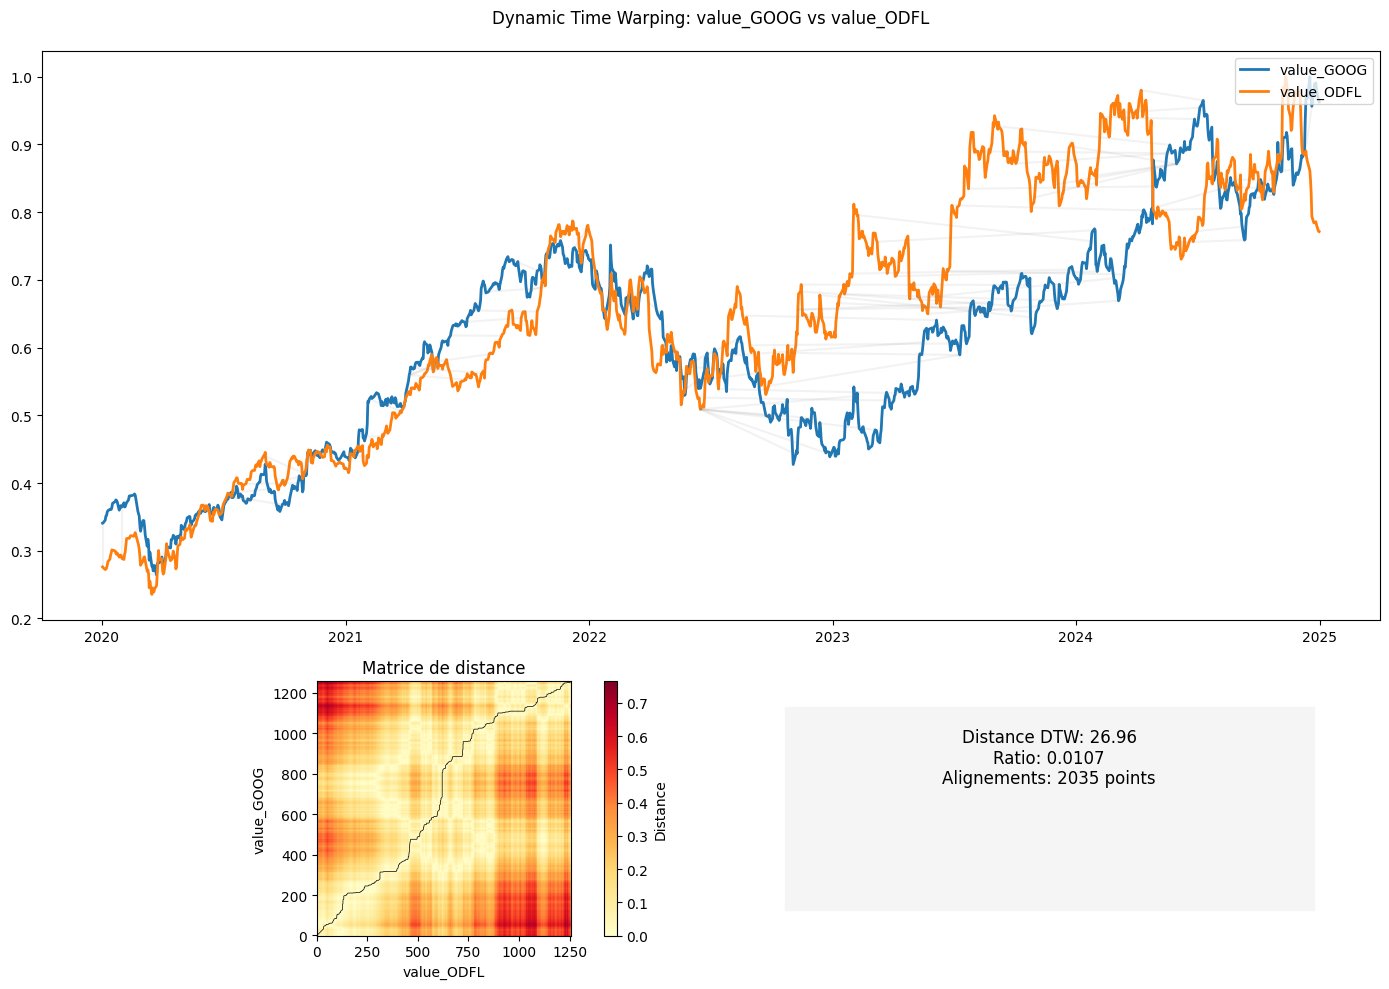 Dynamic Time Warping: value_GOOG vs value_ODFL
value_GOOG
value_ODFL
1.0
0.9
0.8
0.7
0.6
0.5
0.4
0.3
0.2
2020 2021 2022 2023 2024 2025
Matrice de distance
value_GOOG
1200
1000
800
600
400
200
0
0 250 500 750 1000 1250
value_ODFL
0.7
0.6
0.5
0.4
0.3
0.2
0.1
0.0
Distance
Distance DTW: 26.96
Ratio: 0.0107
Alignements: 2035 points